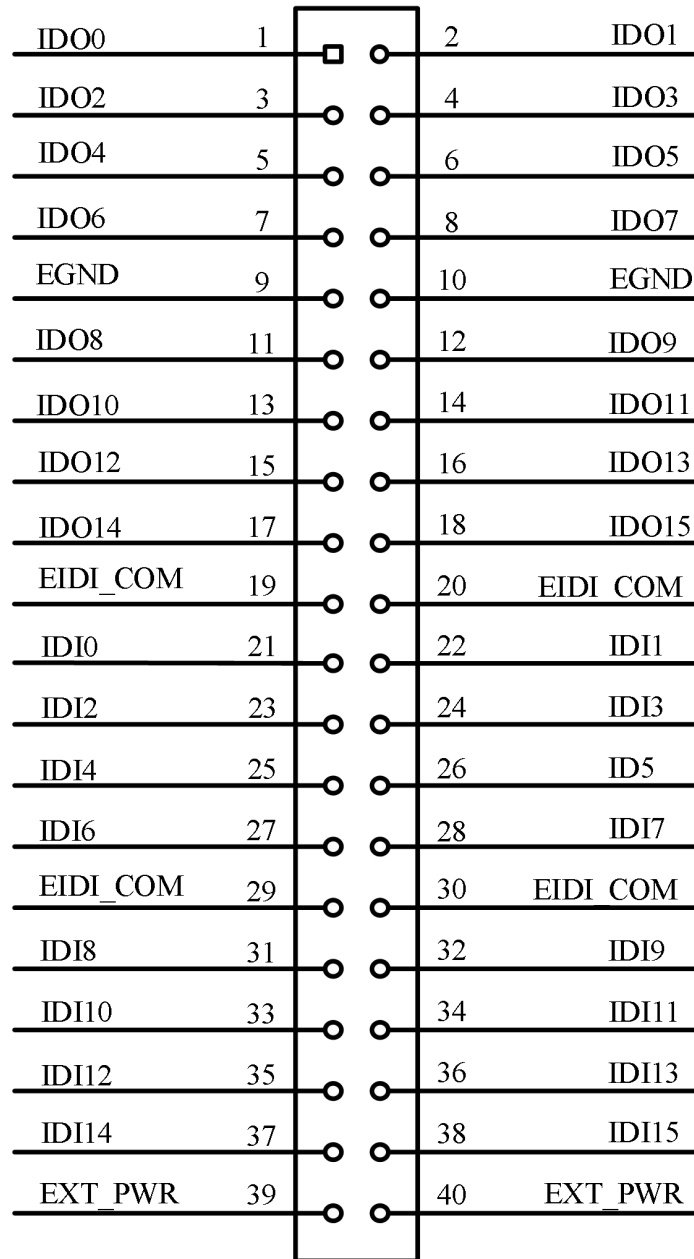 IDO0 1 2 IDO1
IDO2 3 4 IDO3
IDO4 5 6 IDO5
IDO6 7 8 IDO7
EGND 9 10 EGND
IDO8 11 12 IDO9
IDO10 13 14 IDO11
IDO12 15 16 IDO13
IDO14 17 18 IDO15
EIDI_COM 19 20 EIDI_COM
IDI0 21 22 IDI1
IDI2 23 24 IDI3
IDI4 25 26 ID5
IDI6 27 28 IDI7
EIDI_COM 29 30 EIDI_COM
IDI8 31 32 IDI9
IDI10 33 34 IDI11
IDI12 35 36 IDI13
IDI14 37 38 IDI15
EXT_PWR 39 40 EXT_PWR